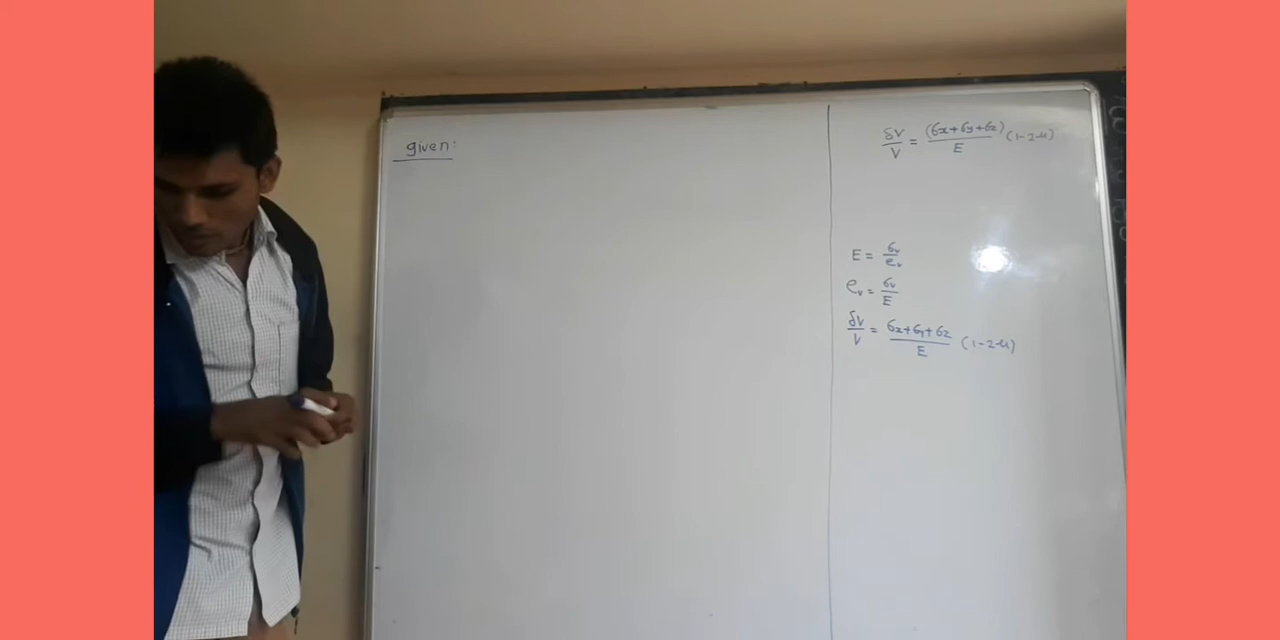 given:
δV/V = (σx+σy+σz)/E (1-2μ)
E = σv/ev
ev = σv/E
δV/V = σx+σy+σz/E (1-2μ)